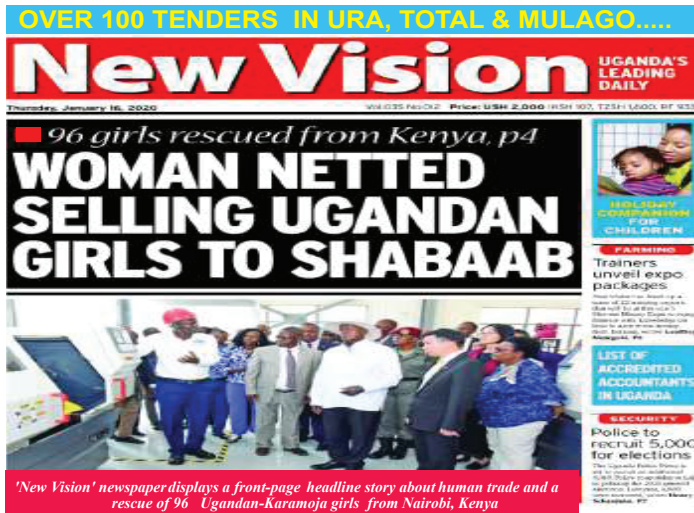 OVER 100 TENDERS IN URA, TOTAL & MULAGO.....
New Vision
UGANDA'S
LEADING
DAILY
Thursday, January 16, 2020
Price: USH 2,000
96 girls rescued from Kenya, p4
WOMAN NETTED
SELLING UGANDAN
GIRLS TO SHABAAB
HOLIDAY
COMPANION
FOR
CHILDREN
FARMING
Trainers
unveil expo
packages
LIST OF
ACCREDITED
ACCOUNTANTS
IN UGANDA
SECURITY
Police to
recruit 5,000
for elections
'New Vision' newspaper displays a front-page headline story about human trade and a
rescue of 96 Ugandan-Karamoja girls from Nairobi, Kenya